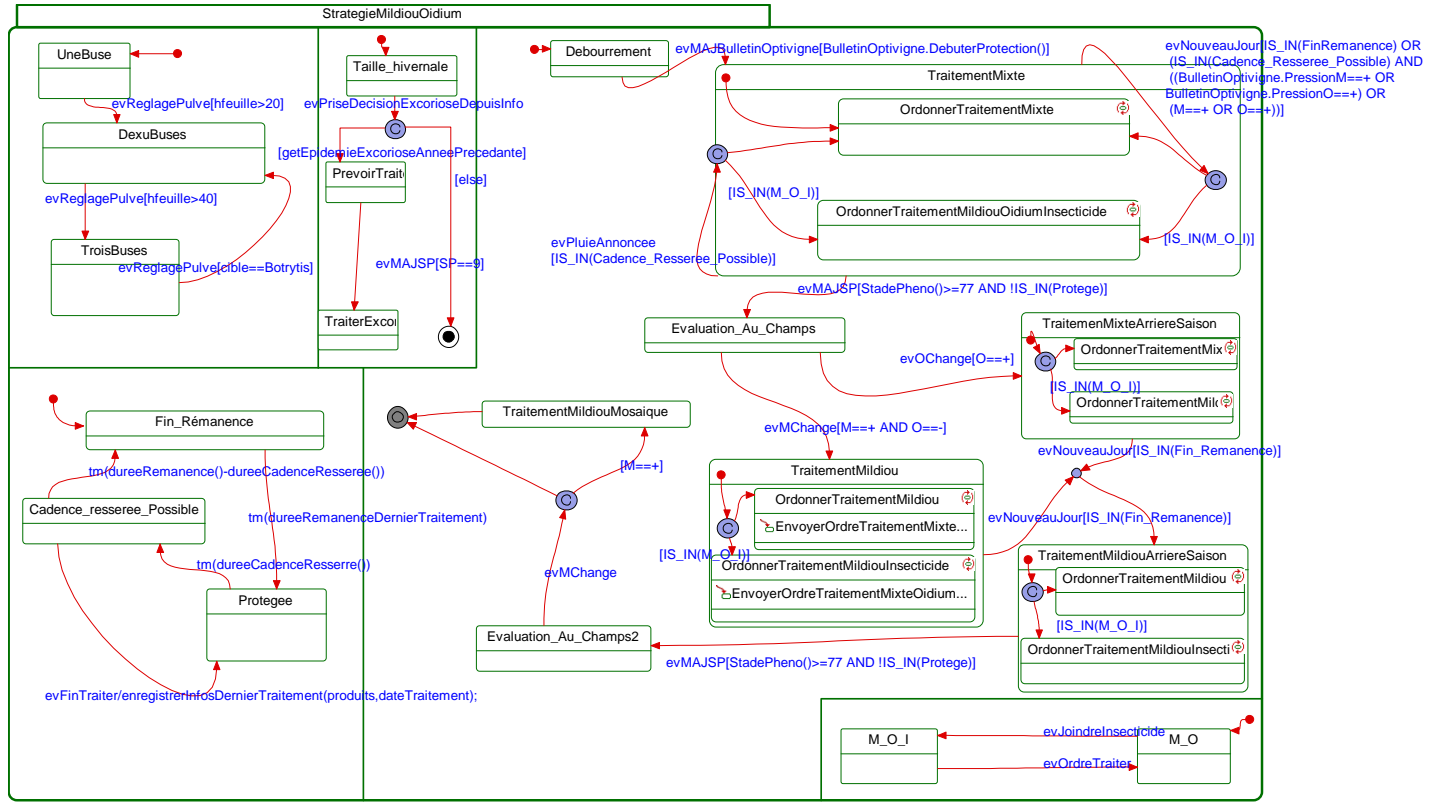 StrategieMildiouOidium
UneBuse
evReglagePulve[hfeuille>20]
DexuBuses
evReglagePulve[hfeuille>40]
TroisBuses
evReglagePulve[cible==Botrytis]
Taille_hivernale
evPriseDecisionExcorioseDepuisInfo
C
[getEpidemieExcorioseAnneePrecedante]
PrevoirTrait
[else]
evMAJSP[SP==9]
TraiterExcor
Debourrement
evMAJBulletinOptivigne[BulletinOptivigne.DebuterProtection()]
evNouveauJour[IS_IN(FinRemanence) OR
(IS_IN(Cadence_Resseree_Possible) AND
((BulletinOptivigne.PressionM==+ OR
BulletinOptivigne.PressionO==+) OR
(M==+ OR O==+))]
TraitementMixte
OrdonnerTraitementMixte
C
C
[IS_IN(M_O_I)]
OrdonnerTraitementMildiouOidiumInsecticide
[IS_IN(M_O_I)]
evPluieAnnoncee
[IS_IN(Cadence_Resseree_Possible)]
evMAJSP[StadePheno()>=77 AND !IS_IN(Protege)]
Evaluation_Au_Champs
evOChange[O==+]
TraitemenMixteArriereSaison
OrdonnerTraitementMix
C
[IS_IN(M_O_I)]
OrdonnerTraitementMild
evMChange[M==+ AND O==-]
evNouveauJour[IS_IN(Fin_Remanence)]
TraitementMildiouMosaique
[M==+]
C
evMChange
TraitementMildiou
OrdonnerTraitementMildiou
EnvoyerOrdreTraitementMixte...
C
[IS_IN(M_O_I)]
OrdonnerTraitementMildiouInsecticide
EnvoyerOrdreTraitementMixteOidium...
evNouveauJour[IS_IN(Fin_Remanence)]
TraitementMildiouArriereSaison
OrdonnerTraitementMildiou
C
[IS_IN(M_O_I)]
OrdonnerTraitementMildiouInsecti
Evaluation_Au_Champs2
evMAJSP[StadePheno()>=77 AND !IS_IN(Protege)]
Fin_Rémanence
tm(dureeRemanence()-dureeCadenceResseree())
Cadence_resseree_Possible
tm(dureeRemanenceDernierTraitement)
tm(dureeCadenceResserre())
Protegee
evFinTraiter/enregistrerInfosDernierTraitement(produits,dateTraitement);
M_O_I
evJoindreInsecticide
M_O
evOrdreTraiter